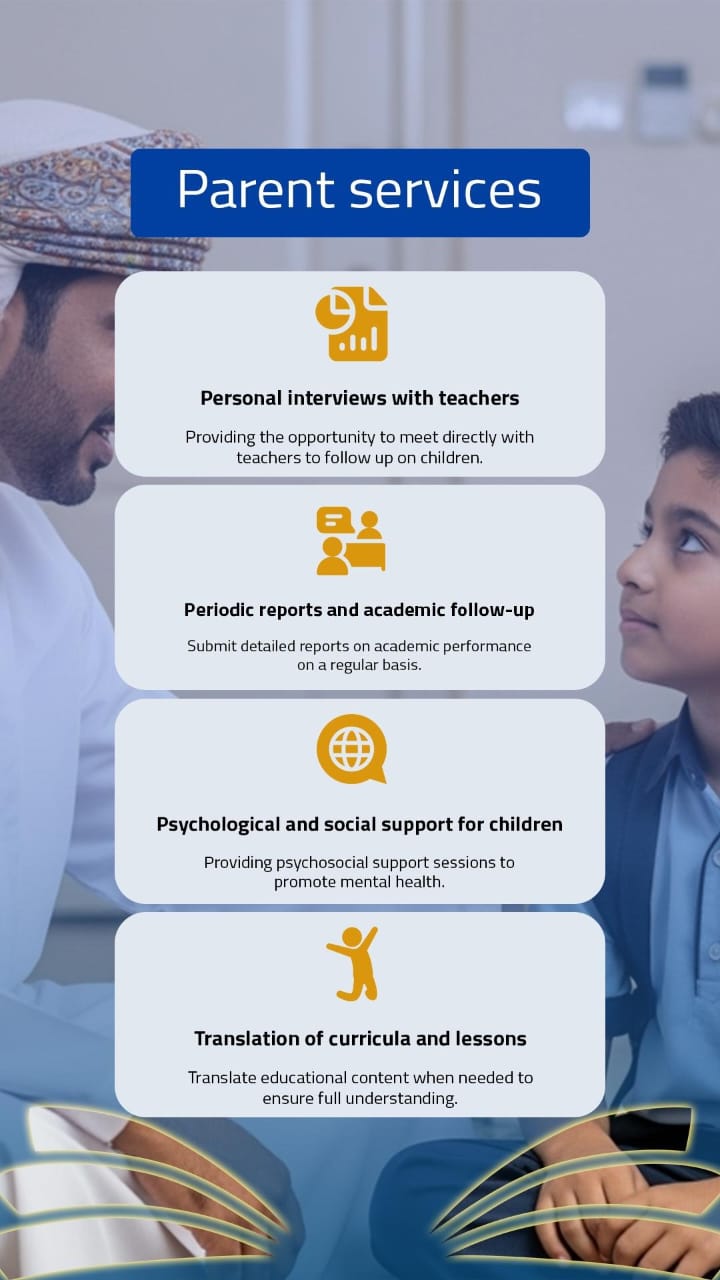 Parent services
Personal interviews with teachers
Providing the opportunity to meet directly with
teachers to follow up on children.
Periodic reports and academic follow-up
Submit detailed reports on academic performance
on a regular basis.
Psychological and social support for children
Providing psychosocial support sessions to
promote mental health.
Translation of curricula and lessons
Translate educational content when needed to
ensure full understanding.